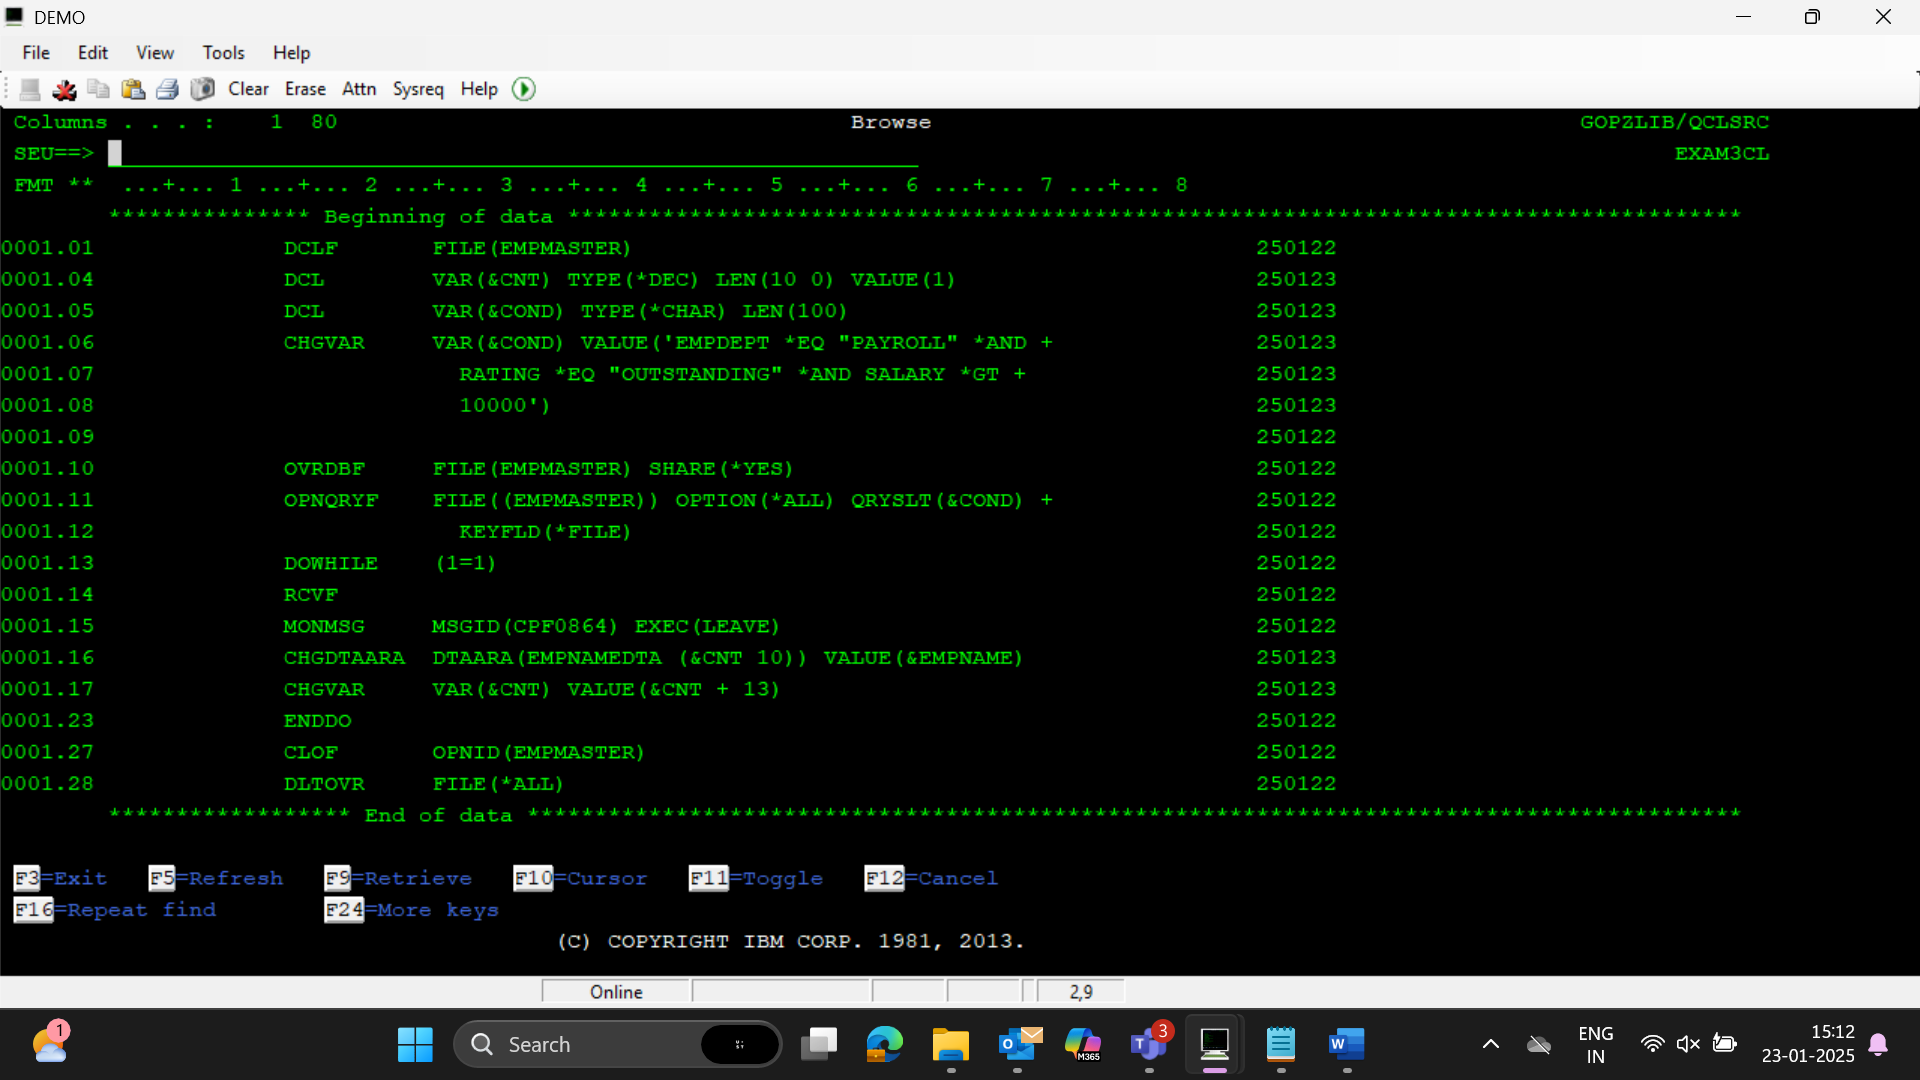 DEMO
File Edit View Tools Help
Clear Erase Attn Sysreq Help
Columns . . . : 1 80 Browse GOPZLIB/QCLSRC
SEU==> EXAM3CL
FMT ** ...+... 1 ...+... 2 ...+... 3 ...+... 4 ...+... 5 ...+... 6 ...+... 7 ...+... 8
*************** Beginning of data ***************************************************************************************
0001.01 DCLF FILE(EMPMASTER) 250122
0001.04 DCL VAR(&CNT) TYPE(*DEC) LEN(10 0) VALUE(1) 250123
0001.05 DCL VAR(&COND) TYPE(*CHAR) LEN(100) 250123
0001.06 CHGVAR VAR(&COND) VALUE('EMPDEPT *EQ "PAYROLL" *AND + 250123
0001.07 RATING *EQ "OUTSTANDING" *AND SALARY *GT + 250123
0001.08 10000') 250123
0001.09 250122
0001.10 OVRDBF FILE(EMPMASTER) SHARE(*YES) 250122
0001.11 OPNQRYF FILE((EMPMASTER)) OPTION(*ALL) QRYSLT(&COND) + 250122
0001.12 KEYFLD(*FILE) 250122
0001.13 DOWHILE (1=1) 250122
0001.14 RCVF 250122
0001.15 MONMSG MSGID(CPF0864) EXEC(LEAVE) 250122
0001.16 CHGDTAARA DTAARA(EMPNAMEDTA (&CNT 10)) VALUE(&EMPNAME) 250123
0001.17 CHGVAR VAR(&CNT) VALUE(&CNT + 13) 250123
0001.23 ENDDO 250122
0001.27 CLOF OPNID(EMPMASTER) 250122
0001.28 DLTOVR FILE(*ALL) 250122
****************** End of data ******************************************************************************************
F3=Exit F5=Refresh F9=Retrieve F10=Cursor F11=Toggle F12=Cancel
F16=Repeat find F24=More keys
(C) COPYRIGHT IBM CORP. 1981, 2013.
Online 2,9
1 Search M365 3 ENG 15:12
IN 23-01-2025